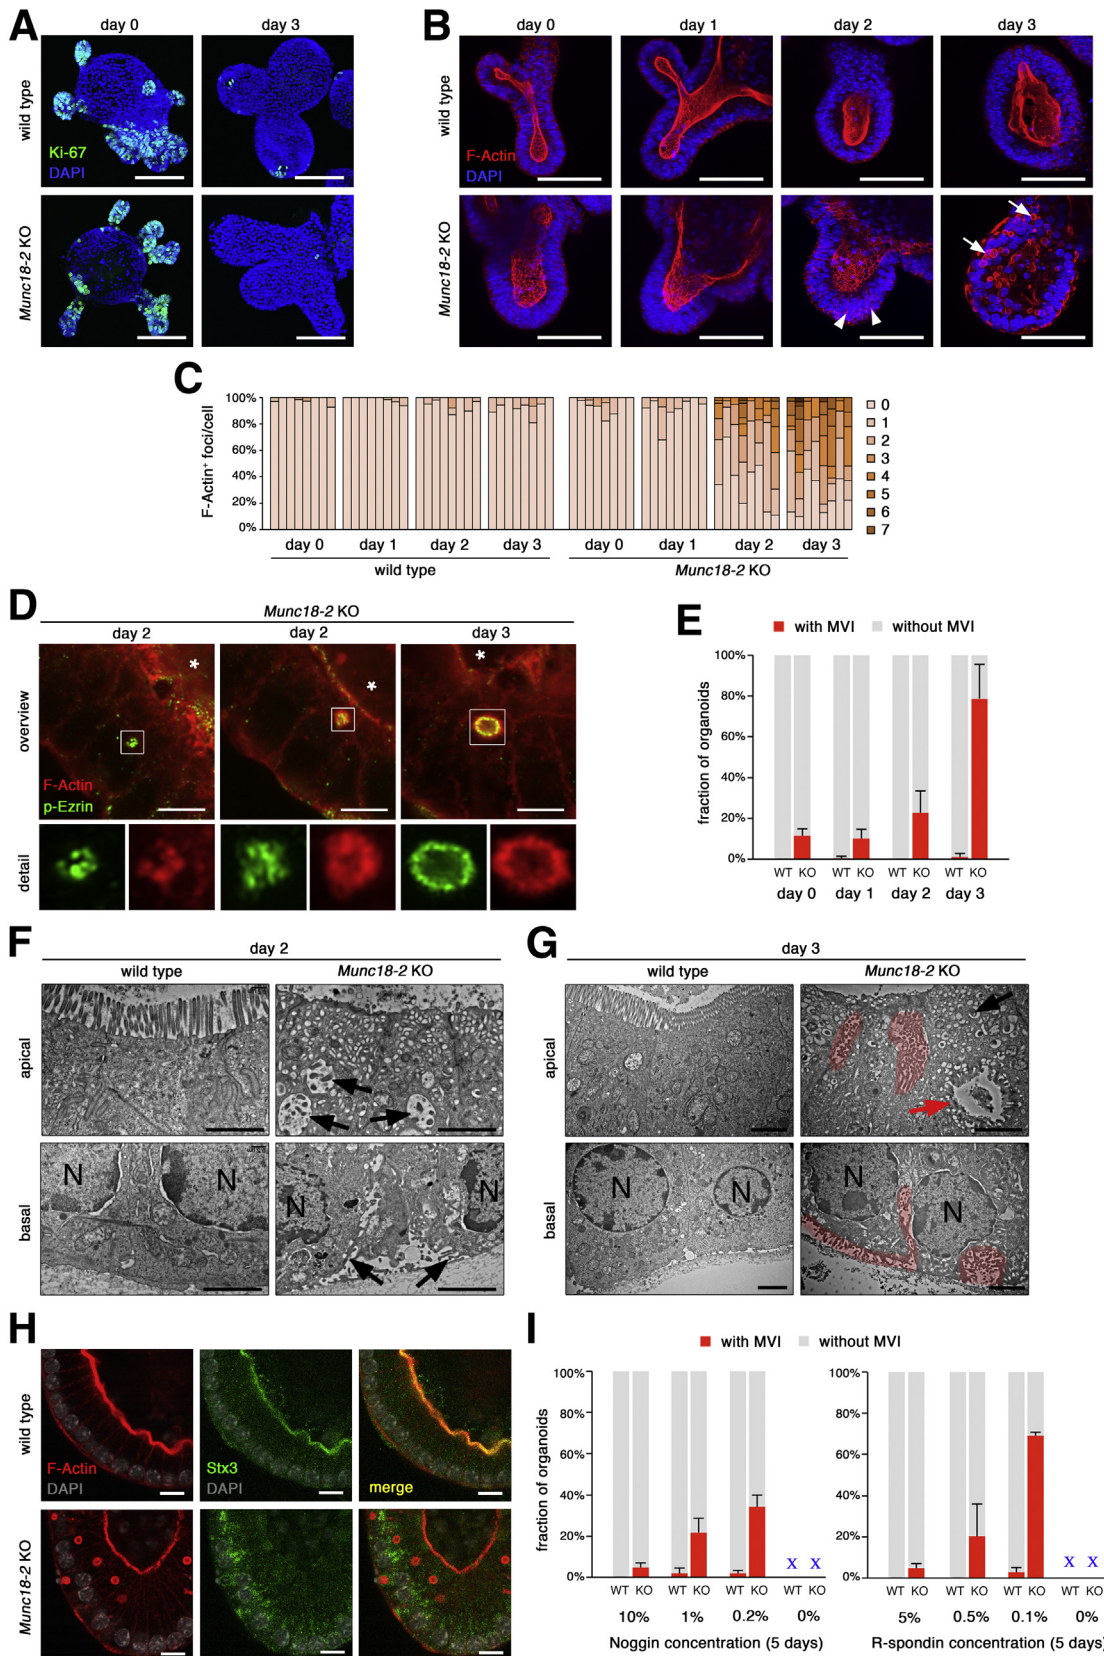 A
day 0
day 3
wild type
Ki-67
DAPI
Munc18-2 KO
B
day 0
day 1
day 2
day 3
wild type
F-Actin
DAPI
Munc18-2 KO
C
F-Actin+ foci/cell
100%
80%
60%
40%
20%
0%
day 0
day 1
day 2
day 3
wild type
day 0
day 1
day 2
day 3
Munc18-2 KO
0
1
2
3
4
5
6
7
D
Munc18-2 KO
day 2
day 2
day 3
overview
F-Actin
p-Ezrin
* * *
detail
E
with MVI
without MVI
fraction of organoids
100%
80%
60%
40%
20%
0%
WT KO WT KO WT KO WT KO
day 0 day 1 day 2 day 3
F
day 2
wild type
Munc18-2 KO
apical
basal
N N N N
G
day 3
wild type
Munc18-2 KO
apical
basal
N N N
H
wild type
F-Actin
DAPI
Stx3
merge
Munc18-2 KO
I
with MVI
without MVI
fraction of organoids
100%
80%
60%
40%
20%
0%
x x
WT KO WT KO WT KO WT KO
10% 1% 0.2% 0%
Noggin concentration (5 days)
100%
80%
60%
40%
20%
0%
x x
WT KO WT KO WT KO WT KO
5% 0.5% 0.1% 0%
R-spondin concentration (5 days)